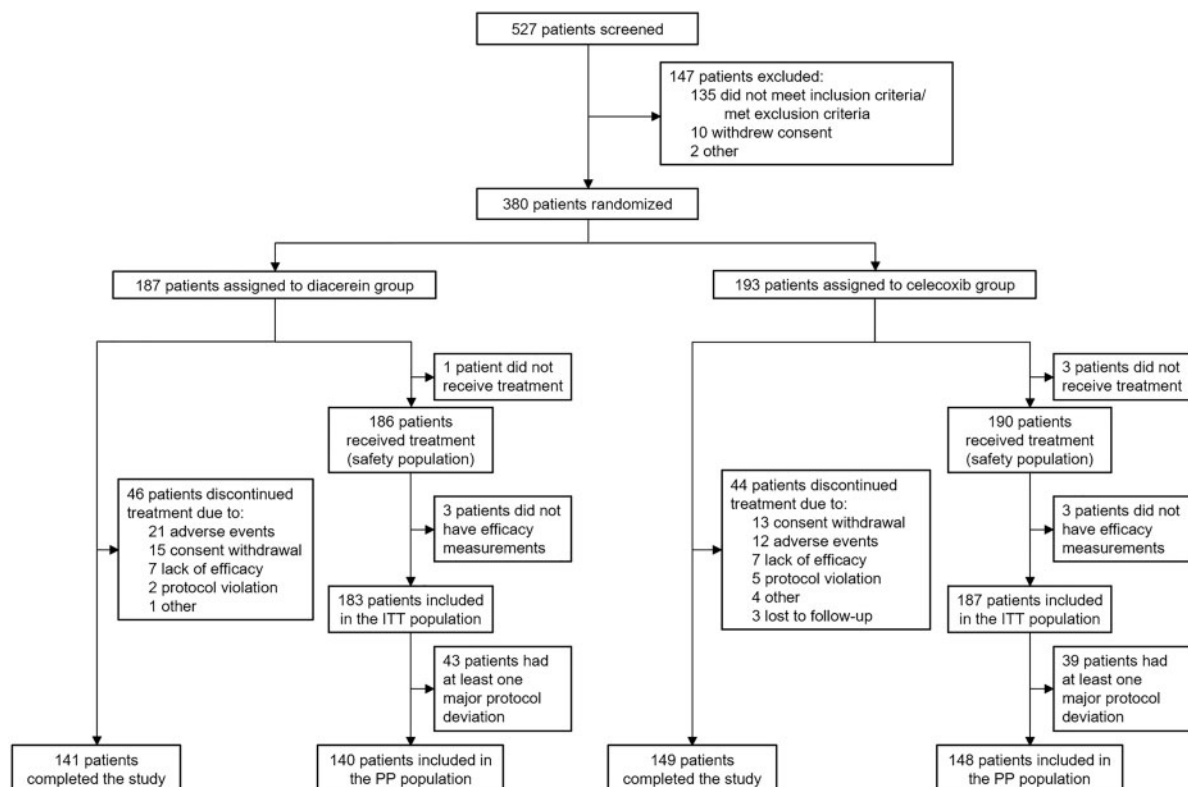 527 patients screened
147 patients excluded:
135 did not meet inclusion criteria/
met exclusion criteria
10 withdrew consent
2 other
380 patients randomized
187 patients assigned to diacerein group
193 patients assigned to celecoxib group
1 patient did not
receive treatment
186 patients
received treatment
(safety population)
46 patients discontinued
treatment due to:
21 adverse events
15 consent withdrawal
7 lack of efficacy
2 protocol violation
1 other
3 patients did not
have efficacy
measurements
183 patients included
in the ITT population
43 patients had
at least one
major protocol
deviation
141 patients
completed the study
140 patients included in
the PP population
3 patients did not
receive treatment
190 patients
received treatment
(safety population)
44 patients discontinued
treatment due to:
13 consent withdrawal
12 adverse events
7 lack of efficacy
5 protocol violation
4 other
3 lost to follow-up
3 patients did not
have efficacy
measurements
187 patients included
in the ITT population
39 patients had
at least one
major protocol
deviation
149 patients
completed the study
148 patients included in
the PP population